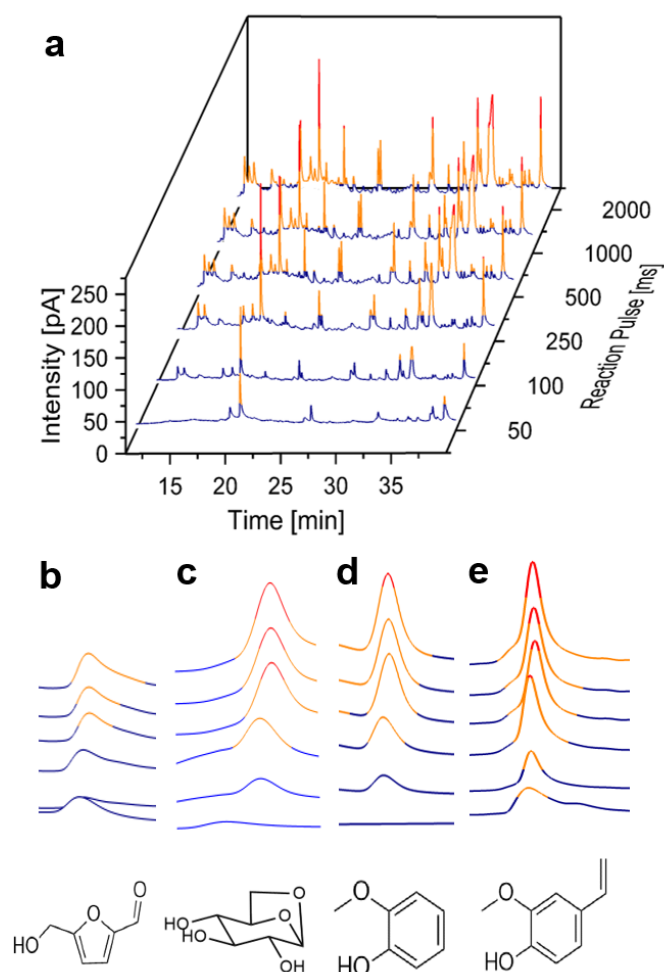 a
250
200
150
100
50
0
Intensity [pA]
15 20 25 30 35
Time [min]
2000
1000
500
250
100
50
Reaction Pulse [ms]
b c d e
HO O O
HO HO O O OH
O HO
O HO